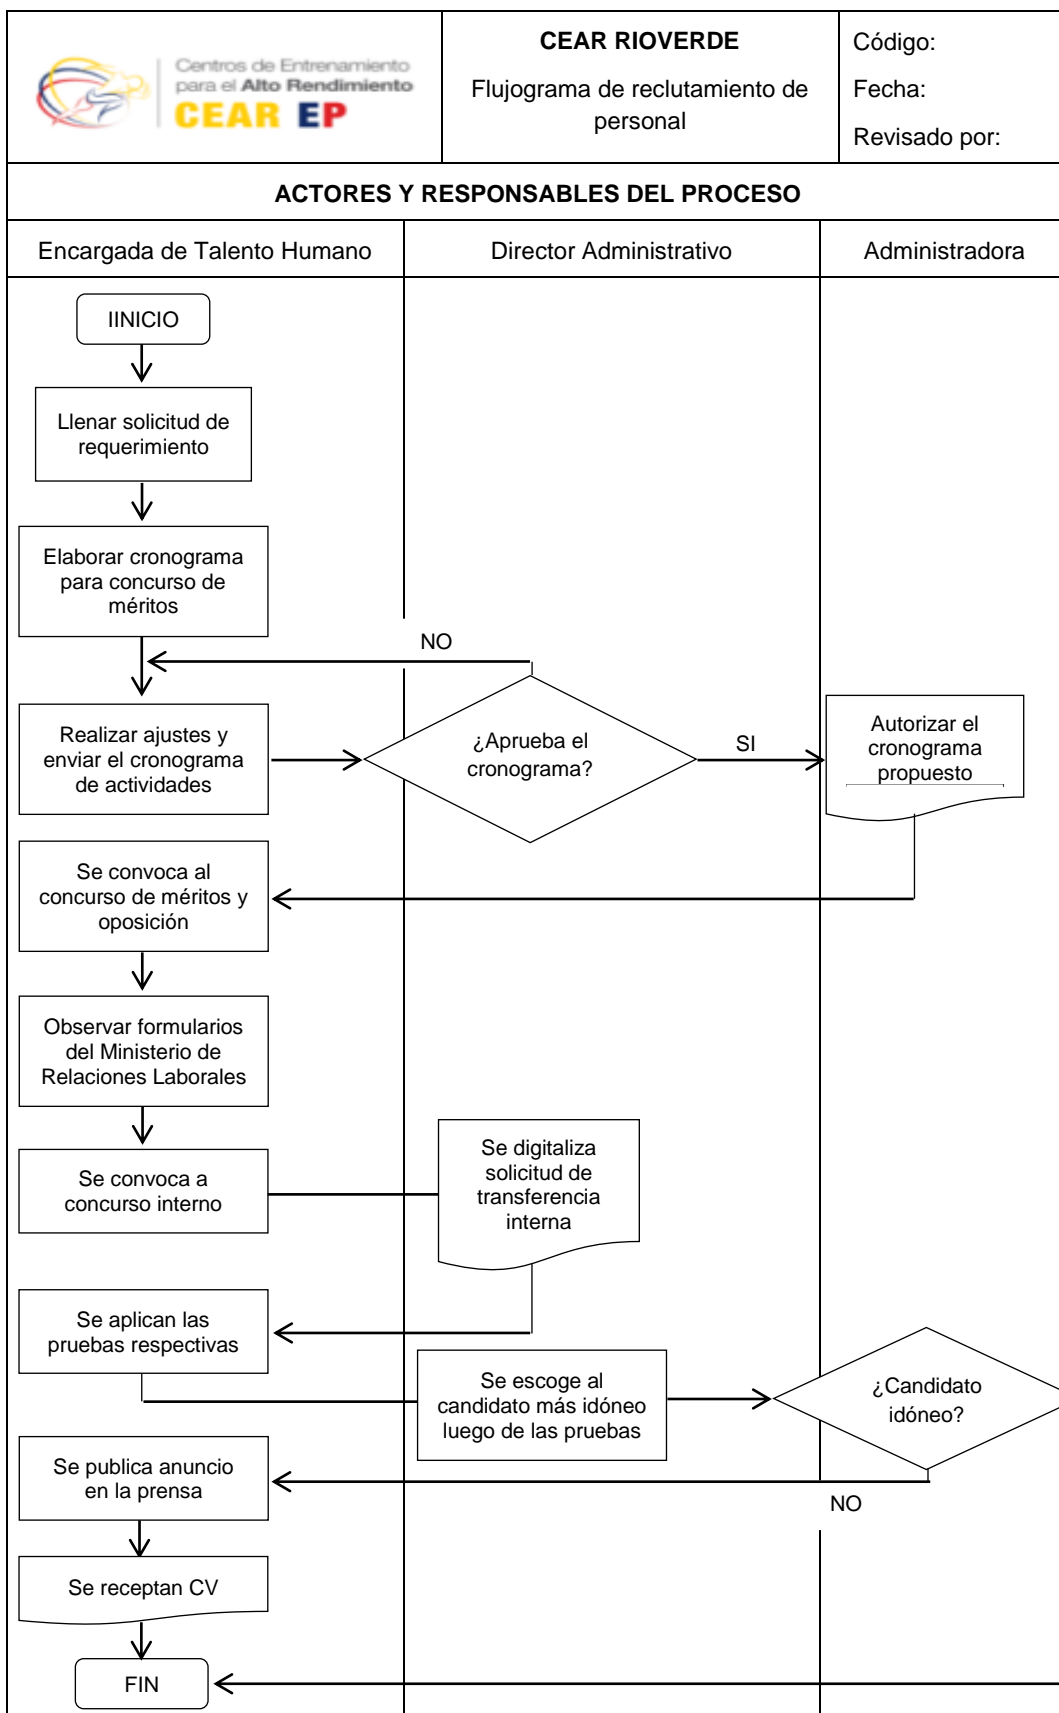 Centros de Entrenamiento
para el Alto Rendimiento
CEAR EP
CEAR RIOVERDE
Flujograma de reclutamiento de
personal
Código:
Fecha:
Revisado por:
ACTORES Y RESPONSABLES DEL PROCESO
Encargada de Talento Humano
Director Administrativo
Administradora
IINICIO
Llenar solicitud de
requerimiento
Elaborar cronograma
para concurso de
méritos
NO
Realizar ajustes y
enviar el cronograma
de actividades
¿Aprueba el
cronograma?
SI
Autorizar el
cronograma
propuesto
Se convoca al
concurso de méritos y
oposición
Observar formularios
del Ministerio de
Relaciones Laborales
Se convoca a
concurso interno
Se digitaliza
solicitud de
transferencia
interna
Se aplican las
pruebas respectivas
Se escoge al
candidato más idóneo
luego de las pruebas
¿Candidato
idóneo?
Se publica anuncio
en la prensa
NO
Se receptan CV
FIN